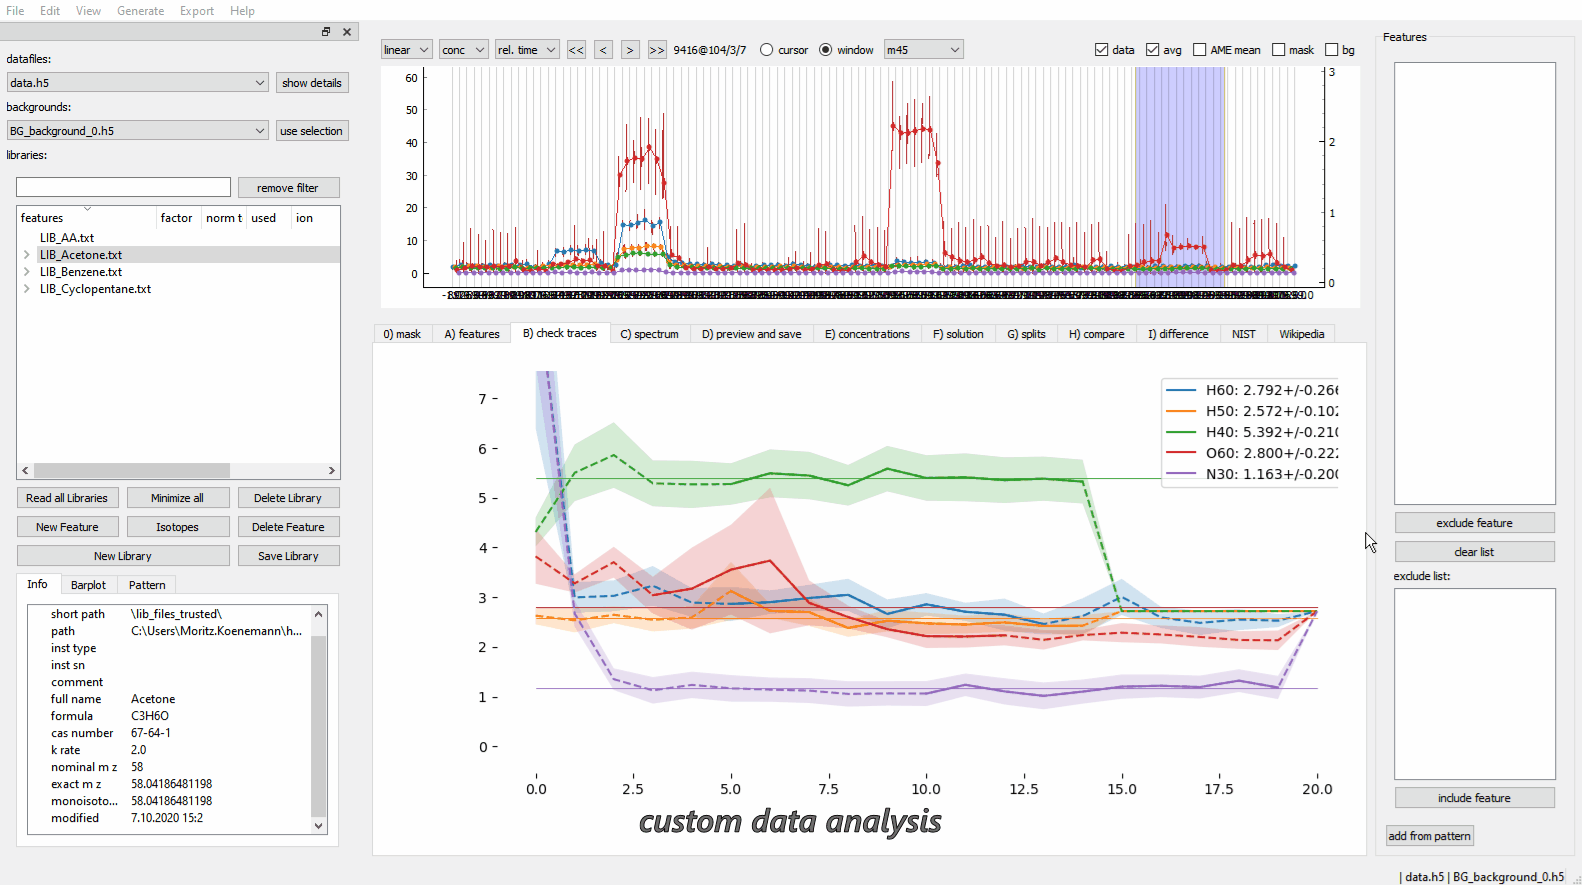 File Edit View Generate Export Help
datafiles:
data.h5 show details
backgrounds:
BG_background_0.h5 use selection
libraries:
remove filter
features factor norm t used ion
LIB_AA.txt
LIB_Acetone.txt
LIB_Benzene.txt
LIB_Cyclopentane.txt
Read all Libraries Minimize all Delete Library
New Feature Isotopes Delete Feature
New Library Save Library
Info Barplot Pattern
short path \lib_files_trusted\
path C:\Users\Moritz.Koenemann\h...
inst type
inst sn
comment
full name Acetone
formula C3H6O
cas number 67-64-1
k rate 2.0
nominal m z 58
exact m z 58.04186481198
monoisoto... 58.04186481198
modified 7.10.2020 15:2
linear conc rel. time << < > >> 9416@104/3/7 cursor window m45 data avg AME mean mask bg
60
50
40
30
20
10
0
3
2
1
0
0) mask A) features B) check traces C) spectrum D) preview and save E) concentrations F) solution G) splits H) compare I) difference NIST Wikipedia
7
6
5
4
3
2
1
0
H60: 2.792+/-0.266
H50: 2.572+/-0.102
H40: 5.392+/-0.210
O60: 2.800+/-0.222
N30: 1.163+/-0.200
0.0 2.5 5.0 7.5 10.0 12.5 15.0 17.5 20.0
custom data analysis
Features
exclude feature
clear list
exclude list:
include feature
add from pattern
| data.h5 | BG_background_0.h5